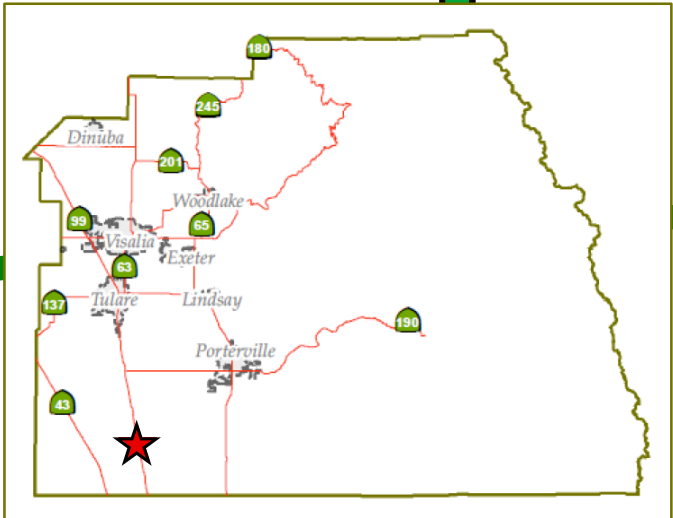 180
245
Dinuba
201
Woodlake
99
65
Visalia
Exeter
63
137
Tulare
Lindsay
190
Porterville
43